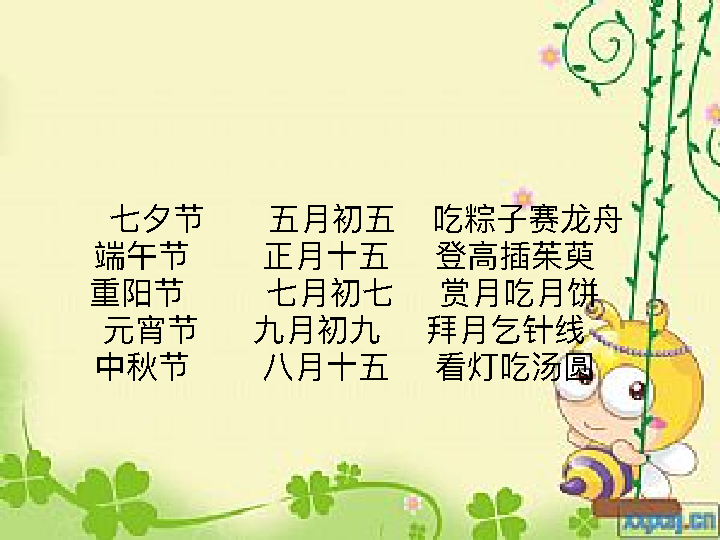 七夕节 五月初五 吃粽子赛龙舟
端午节 正月十五 登高插茱萸
重阳节 七月初七 赏月吃月饼
元宵节 九月初九 拜月乞针线
中秋节 八月十五 看灯吃汤圆